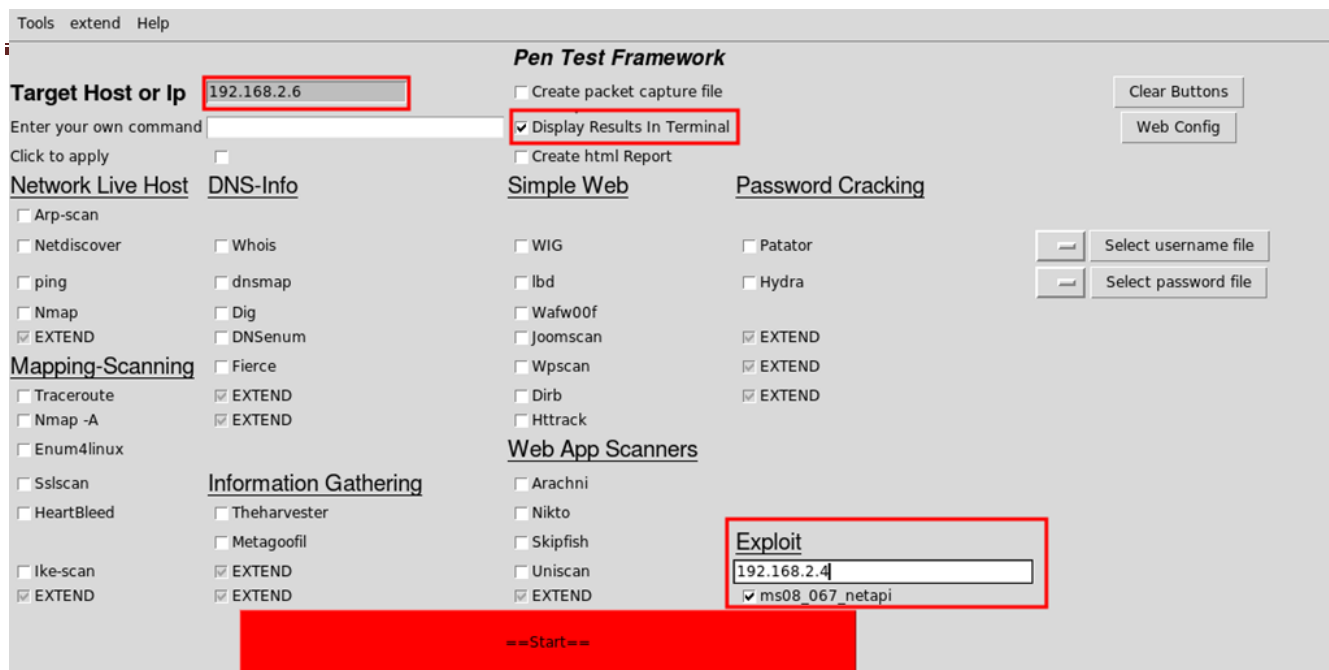 Tools extend Help
Pen Test Framework
Target Host or Ip 192.168.2.6 Create packet capture file Clear Buttons
Enter your own command Display Results In Terminal Web Config
Click to apply Create html Report
Network Live Host DNS-Info Simple Web Password Cracking
Arp-scan
Netdiscover Whois WIG Patator Select username file
ping dnsmap lbd Hydra Select password file
Nmap Dig Wafw00f
EXTEND DNSenum Joomscan EXTEND
Mapping-Scanning Fierce Wpscan EXTEND
Traceroute EXTEND Dirb EXTEND
Nmap -A EXTEND Httrack
Enum4linux Web App Scanners
Sslscan Information Gathering Arachni
HeartBleed Theharvester Nikto
Metagoofil Skipfish Exploit
Ike-scan EXTEND Uniscan 192.168.2.4
EXTEND EXTEND EXTEND ms08_067_netapi
==Start==